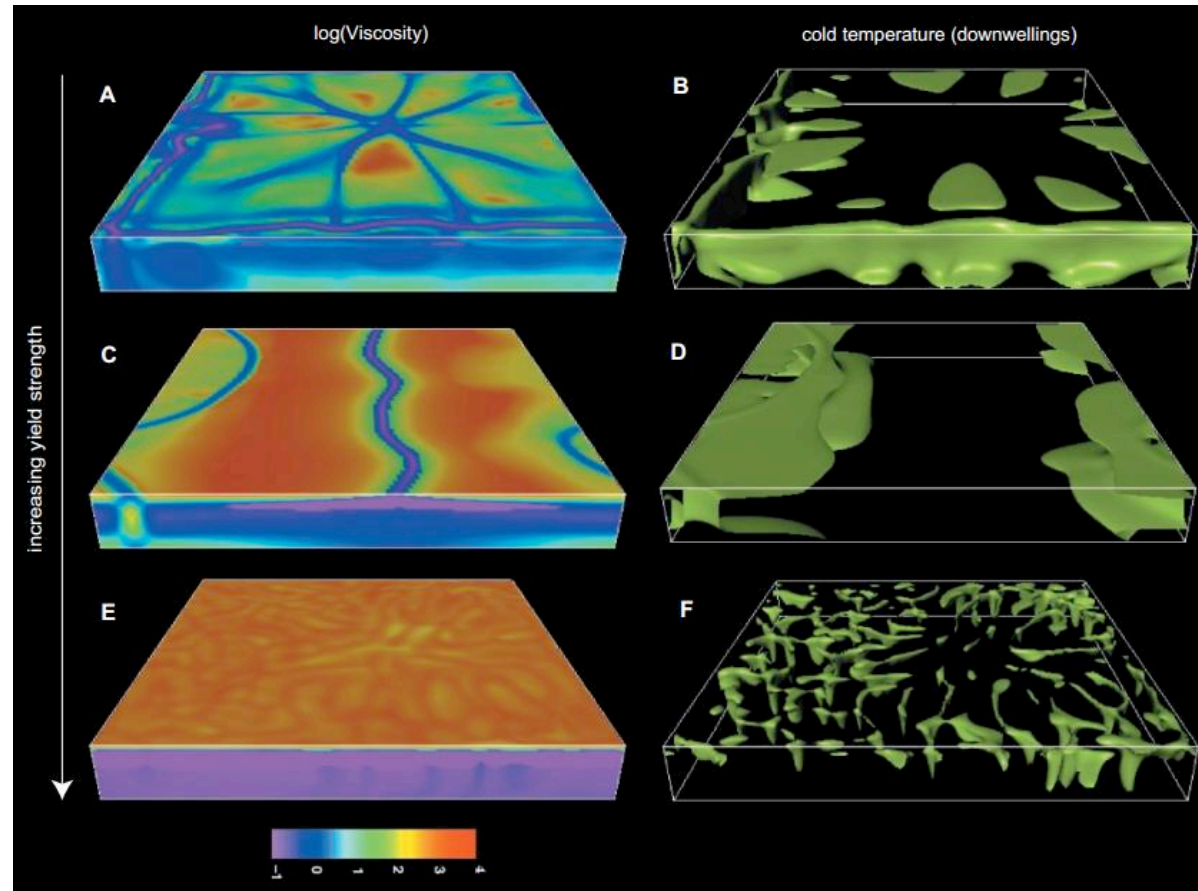 log(Viscosity)
cold temperature (downwellings)
A
B
increasing yield strength
C
D
E
F
-1
0
1
2
3
4